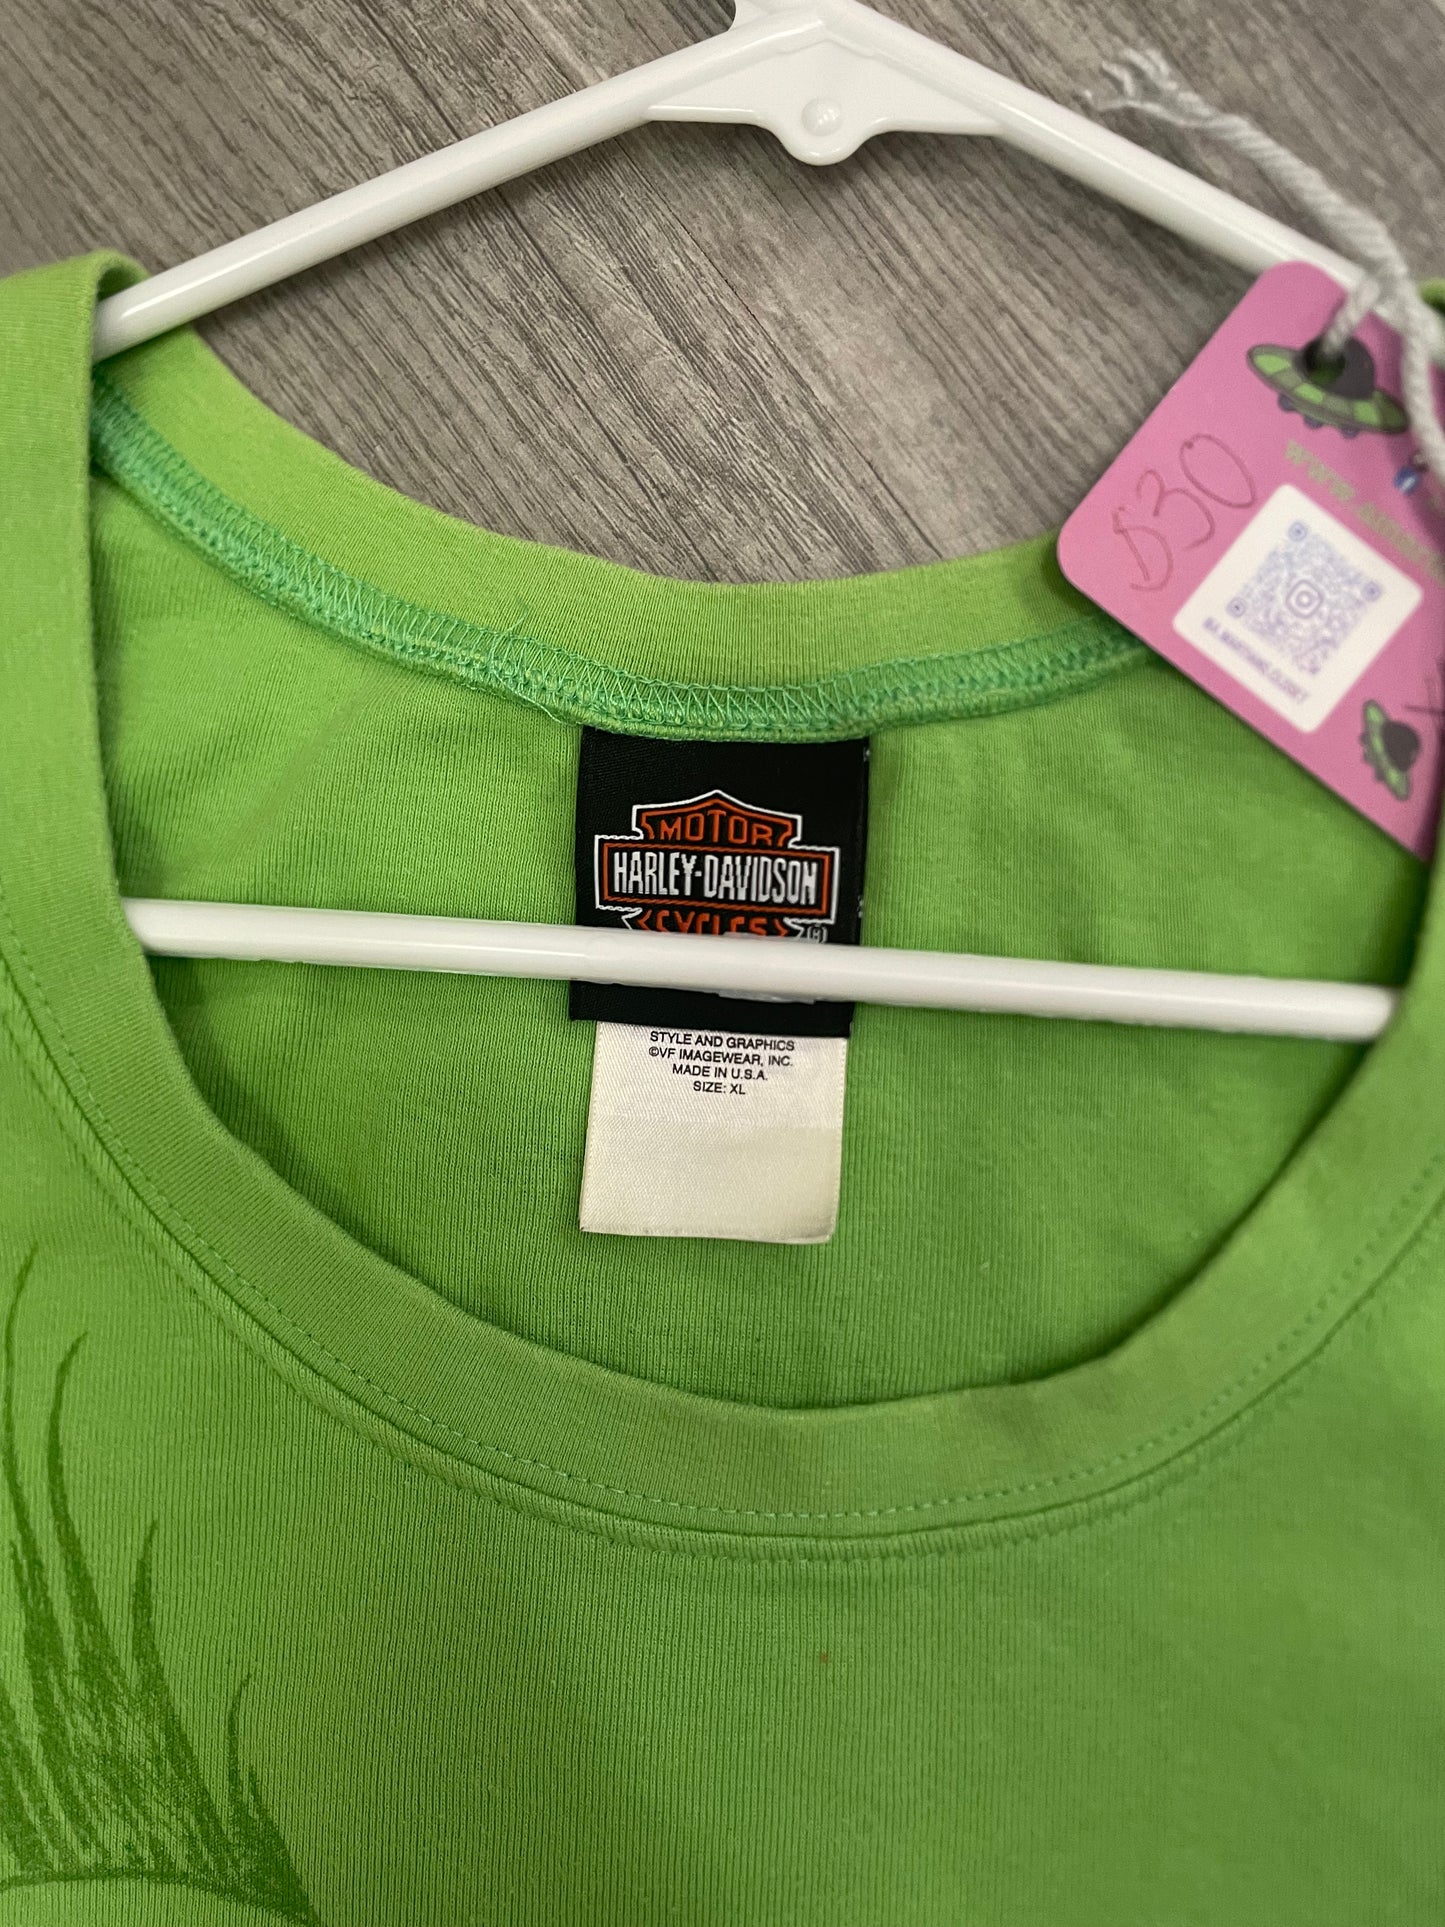 $30
MOTOR
HARLEY-DAVIDSON
CYCLES
STYLE AND GRAPHICS
©VF IMAGEWEAR, INC.
MADE IN U.S.A.
SIZE: XL